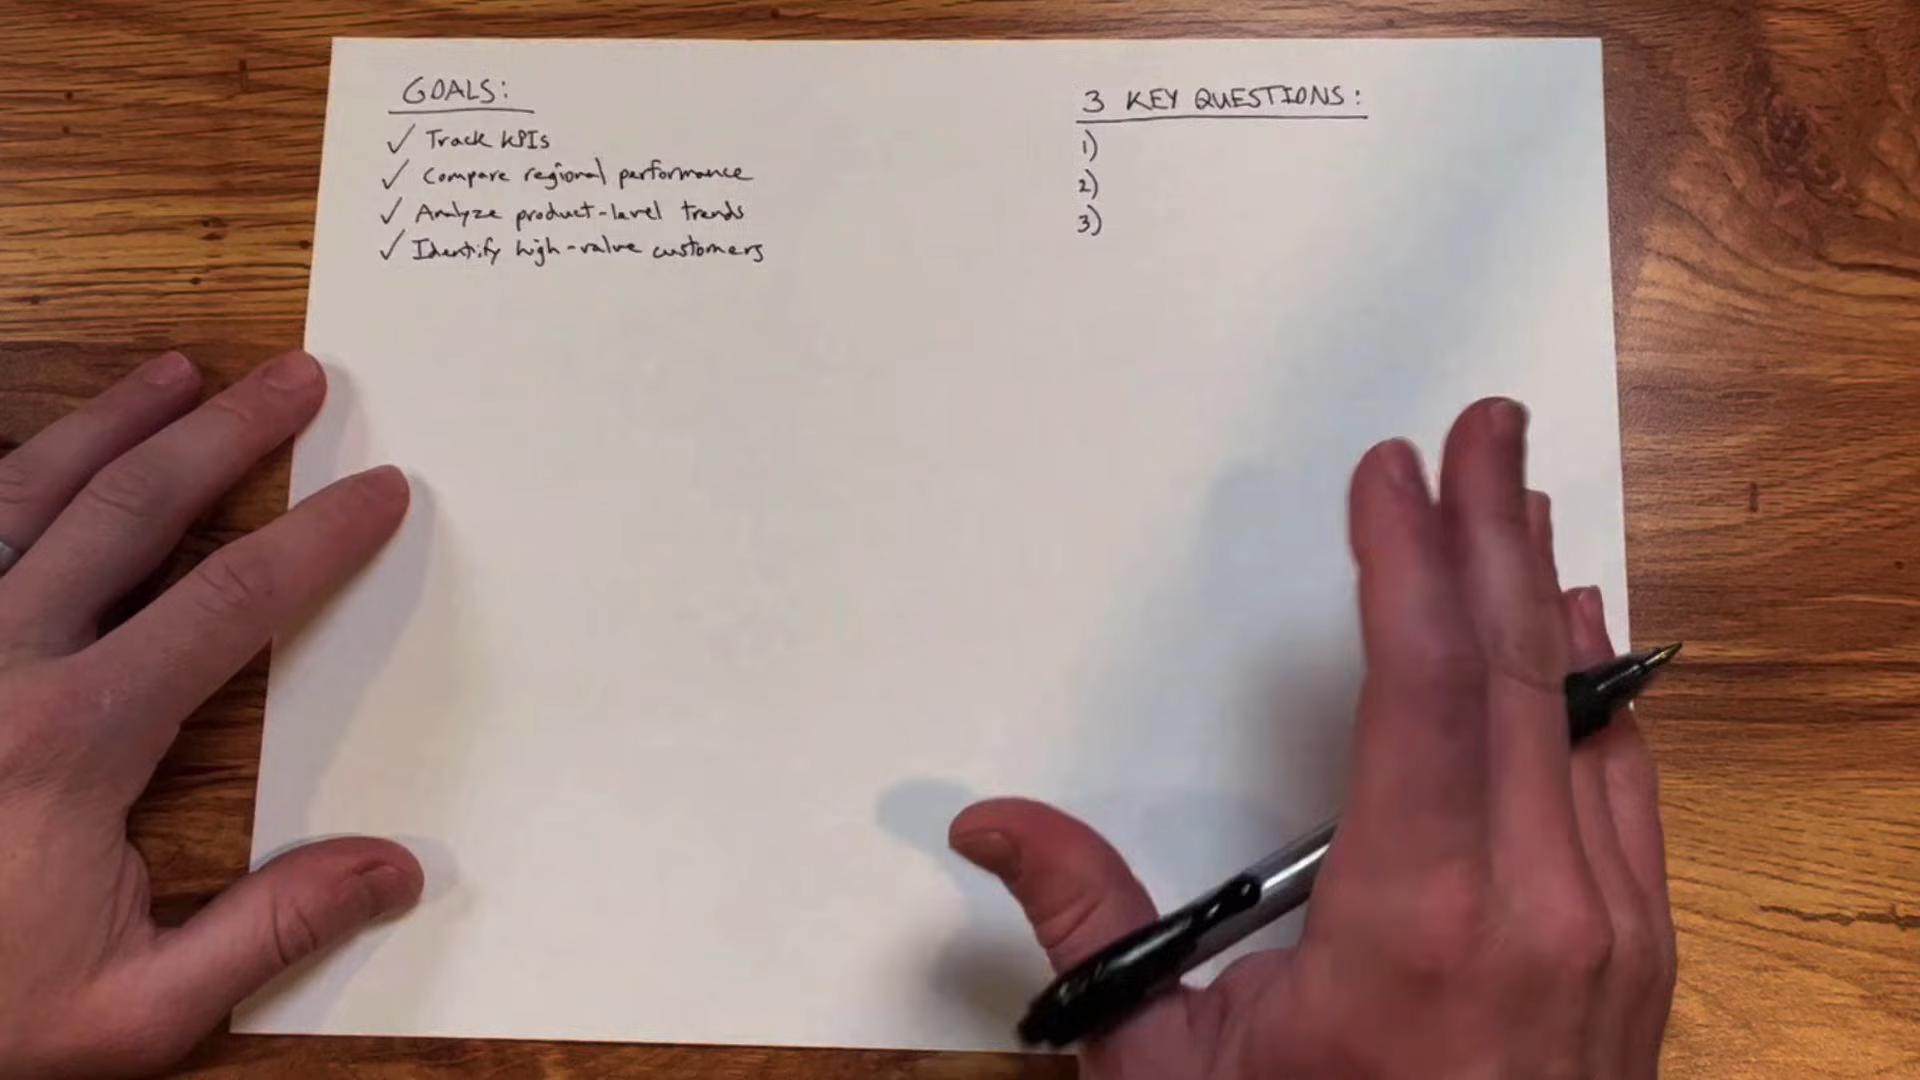 GOALS:
✓ Track KPIs
✓ Compare regional performance
✓ Analyze product-level trends
✓ Identify high-value customers
3 KEY QUESTIONS:
1)
2)
3)